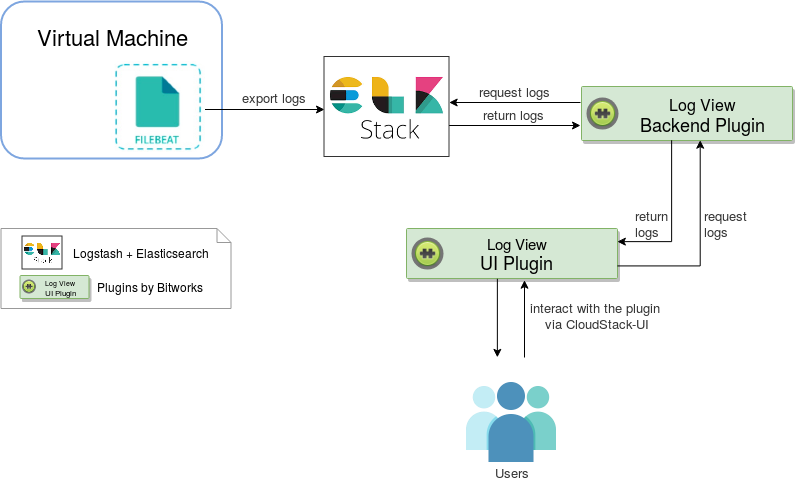 Virtual Machine
FILEBEAT
export logs
Stack
request logs
return logs
Log View
Backend Plugin
return
logs
request
logs
Log View
UI Plugin
Stack
Logstash + Elasticsearch
Log View
UI Plugin
Plugins by Bitworks
interact with the plugin
via CloudStack-UI
Users